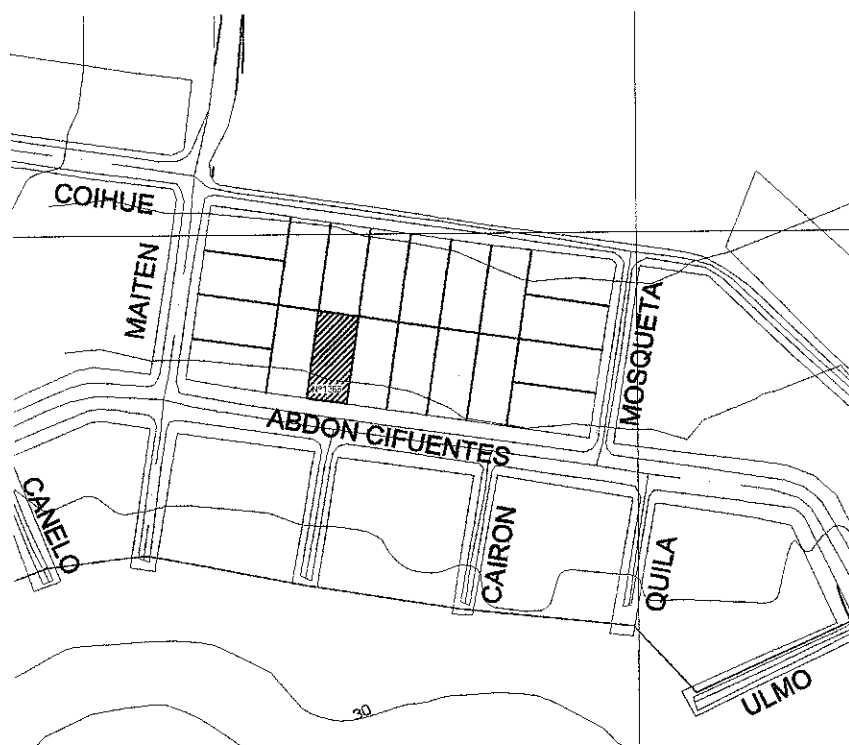 COIHUE
MAITEN
MOSQUETA
ABDON CIFUENTES
CANELO
CAIRON
QUILA
ULMO
30